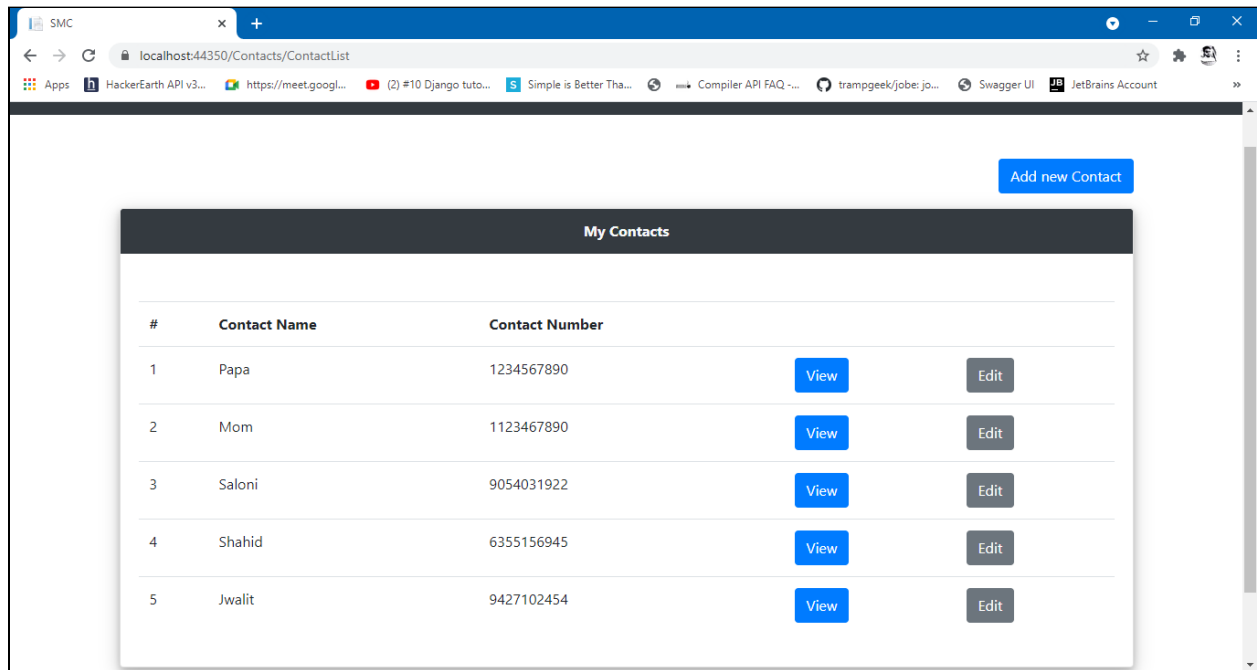 SMC
localhost:44350/Contacts/ContactList
Apps HackerEarth API v3... https://meet.googl... (2) #10 Django tuto... Simple is Better Tha... Compiler API FAQ -... trampgeek/jobe: jo... Swagger UI JetBrains Account
Add new Contact
My Contacts
# Contact Name Contact Number
1 Papa 1234567890 View Edit
2 Mom 1123467890 View Edit
3 Saloni 9054031922 View Edit
4 Shahid 6355156945 View Edit
5 Jwalit 9427102454 View Edit